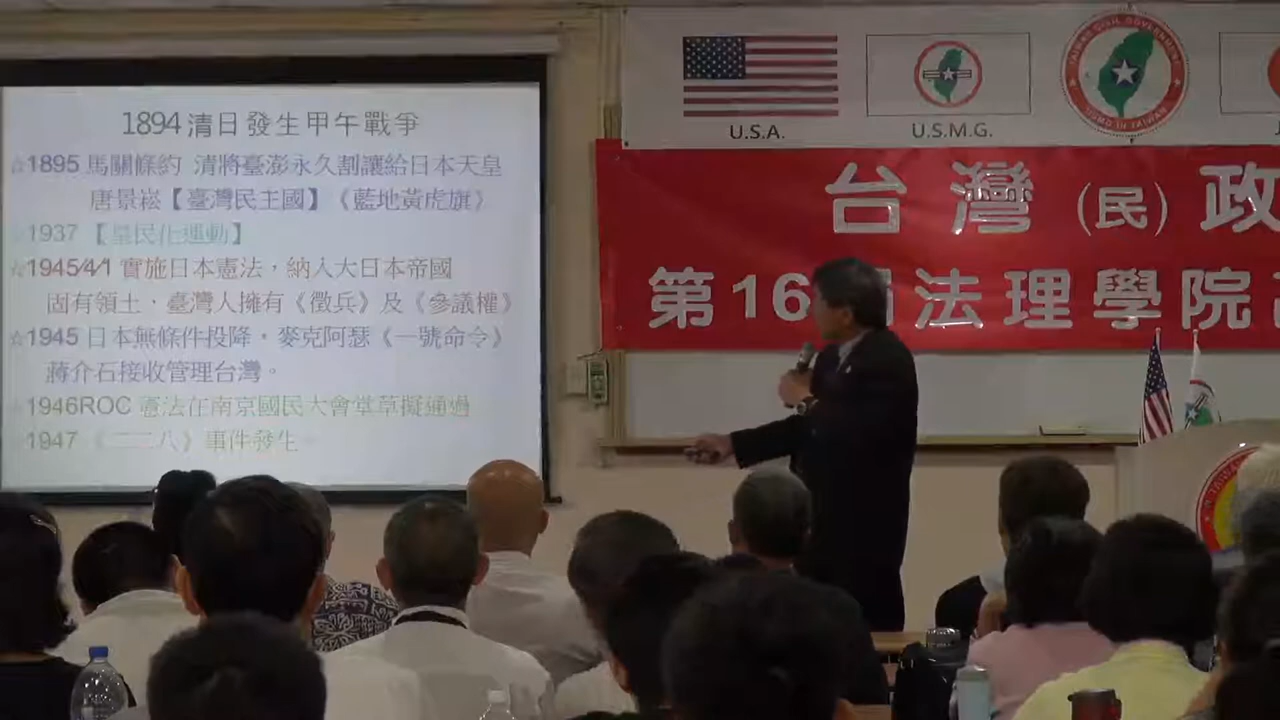 1894 清日發生甲午戰爭
☆1895 馬關條約 清將臺澎永久割讓給日本天皇
唐景崧【臺灣民主國】《藍地黃虎旗》
☆1937 【皇民化運動】
☆1945/4/1 實施日本憲法，納入大日本帝國
固有領土，臺灣人擁有《徵兵》及《參議權》
☆1945 日本無條件投降，麥克阿瑟《一號命令》
蔣介石接收管理台灣。
☆1946ROC 憲法在南京國民大會堂草擬通過
☆1947 《二二八》事件發生
U.S.A.
U.S.M.G.
TAIWAN CIVIL GOVERNMENT
USMG IN TAIWAN
台灣（民）政
第16 法理學院